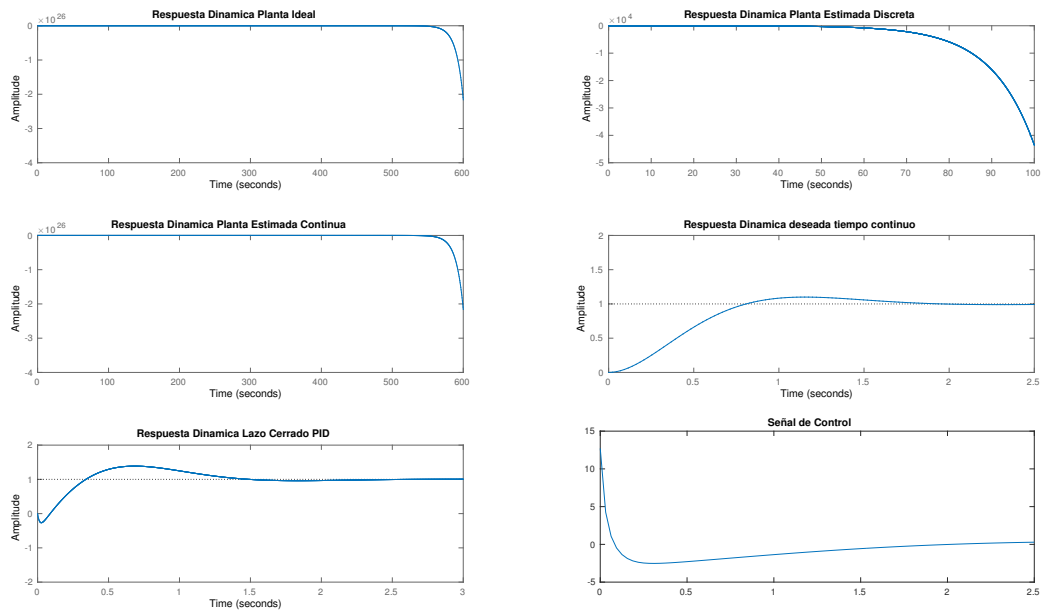 Respuesta Dinamica Planta Ideal
×10^26
0
-1
-2
-3
-4
Amplitude
0 100 200 300 400 500 600
Time (seconds)
Respuesta Dinamica Planta Estimada Discreta
×10^4
0
-1
-2
-3
-4
-5
Amplitude
0 10 20 30 40 50 60 70 80 90 100
Time (seconds)
Respuesta Dinamica Planta Estimada Continua
×10^26
0
-1
-2
-3
-4
Amplitude
0 100 200 300 400 500 600
Time (seconds)
Respuesta Dinamica deseada tiempo continuo
2
1.5
1
0.5
0
Amplitude
1 0.5 1 1.5 2 2.5
Time (seconds)
Respuesta Dinamica Lazo Cerrado PID
2
1
0
-1
-2
Amplitude
0 0.5 1 1.5 2 2.5 3
Time (seconds)
Señal de Control
15
10
5
0
-5
0 0.5 1 1.5 2 2.5